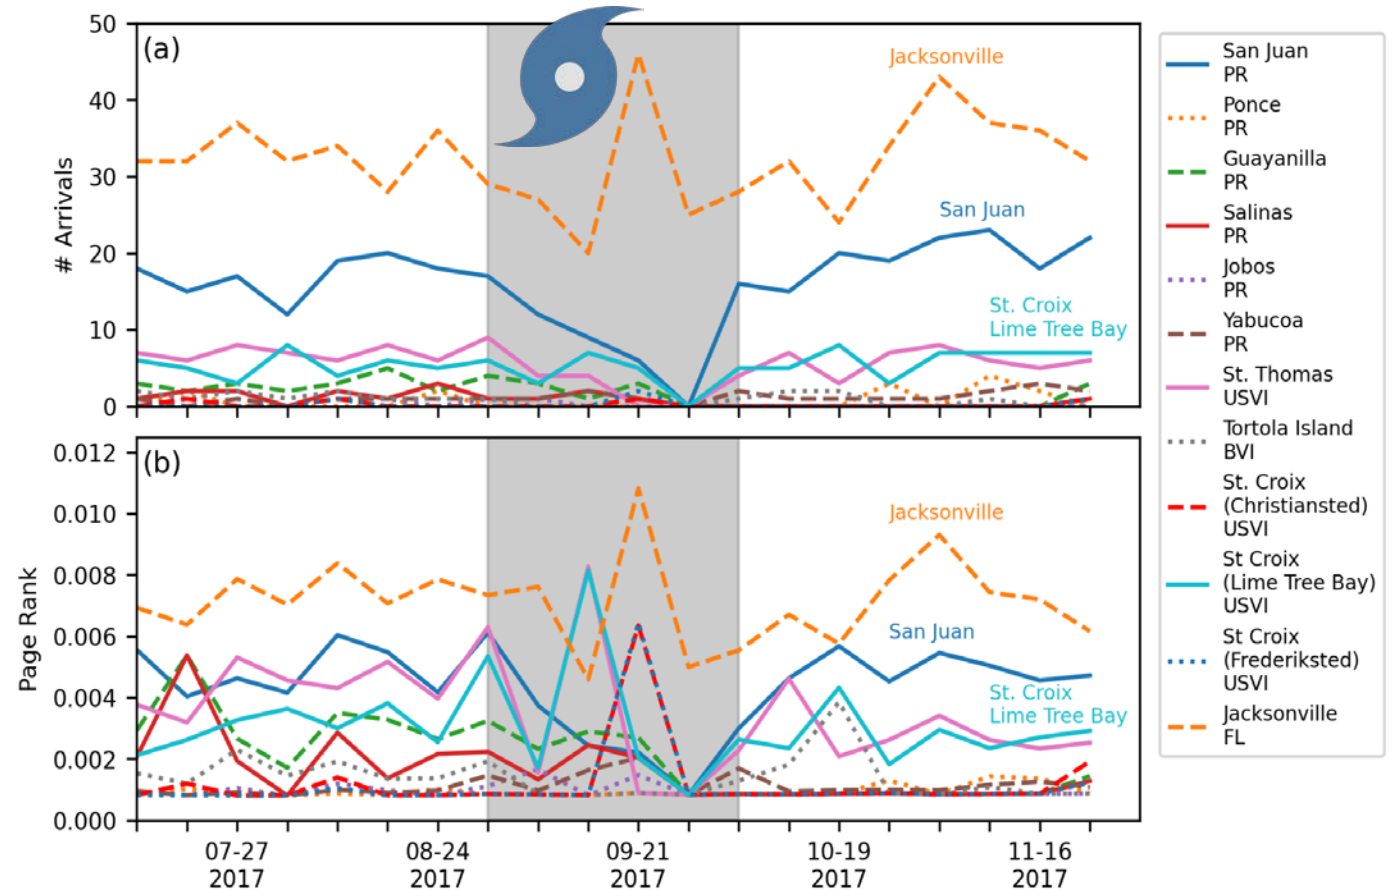 50
(a)
Jacksonville
40
30
# Arrivals
San Juan
20
St. Croix
10
Lime Tree Bay
0
0.012
(b)
0.010
Jacksonville
0.008
Page Rank
0.006
San Juan
0.004
St. Croix
Lime Tree Bay
0.002
0.000
07-27
2017
08-24
2017
09-21
2017
10-19
2017
11-16
2017
San Juan
PR
Ponce
PR
Guayanilla
PR
Salinas
PR
Jobos
PR
Yabucoa
PR
St. Thomas
USVI
Tortola Island
BVI
St. Croix
(Christiansted)
USVI
St Croix
(Lime Tree Bay)
USVI
St Croix
(Frederiksted)
USVI
Jacksonville
FL